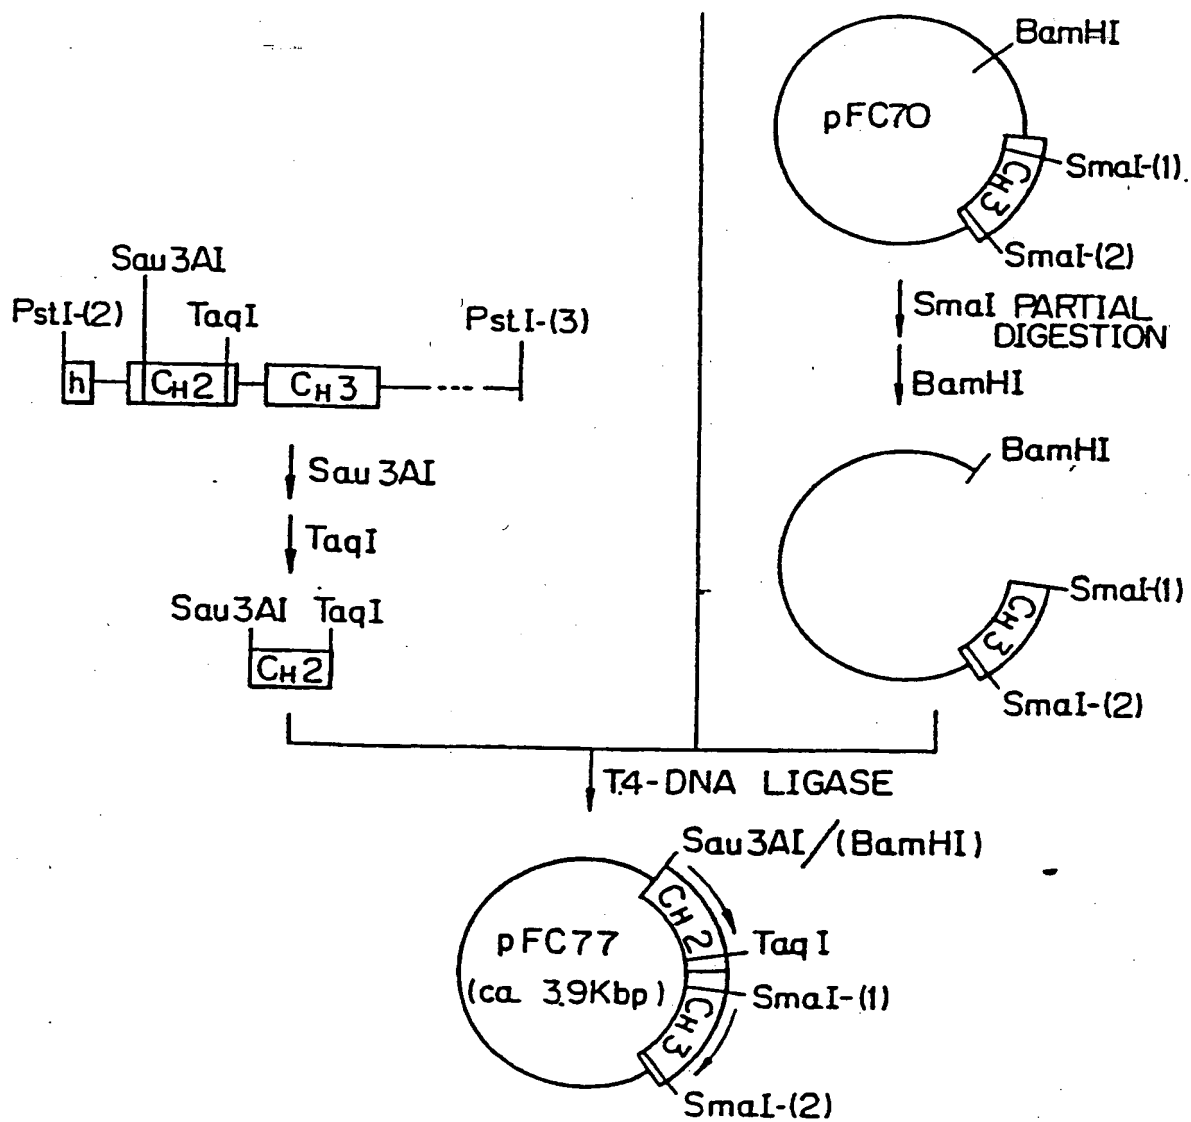 BamHI
pFC70
SmaI-(1)
CH3
SmaI-(2)
SmaI PARTIAL
DIGESTION
BamHI
Sau3AI
PstI-(2)
TaqI
PstI-(3)
h
CH2
CH3
Sau3AI
TaqI
Sau3AI TaqI
CH2
BamHI
SmaI-(1)
CH3
SmaI-(2)
T4-DNA LIGASE
Sau3AI/(BamHI)
CH2
pFC77
(ca 3.9Kbp)
TaqI
SmaI-(1)
CH3
SmaI-(2)